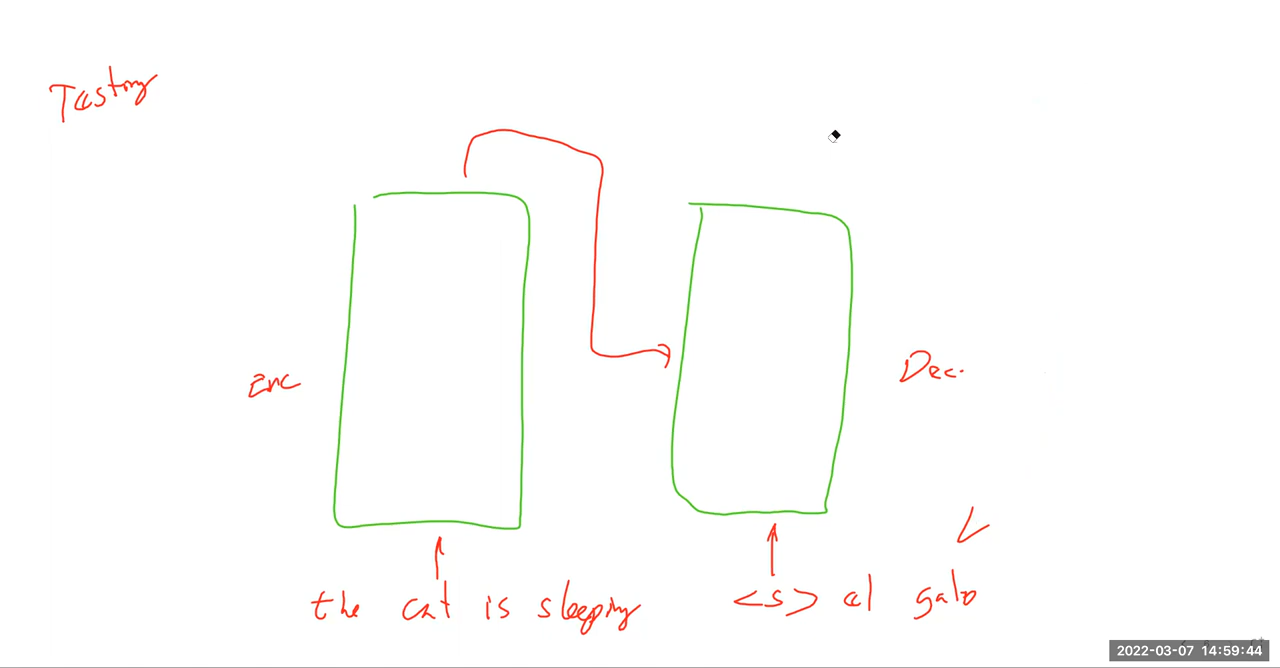 Testing
Enc
Dec.
the cat is sleeping
<s> el gato
2022-03-07 14:59:44